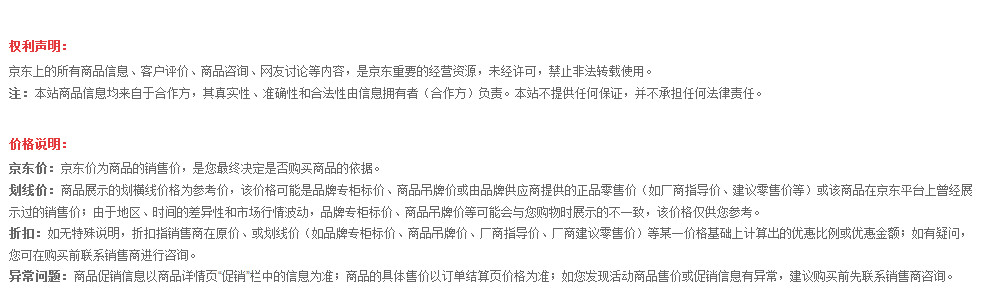 权利声明：
京东上的所有商品信息、客户评价、商品咨询、网友讨论等内容，是京东重要的经营资源，未经许可，禁止非法转载使用。
注：本站商品信息均来自于合作方，其真实性、准确性和合法性由信息拥有者（合作方）负责。本站不提供任何保证，并不承担任何法律责任。
价格说明：
京东价：京东价为商品的销售价，是您最终决定是否购买商品的依据。
划线价：商品展示的划横线价格为参考价，该价格可能是品牌专柜标价、商品吊牌价或由品牌供应商提供的正品零售价（如厂商指导价、建议零售价等）或该商品在京东平台上曾经展
示过的销售价；由于地区、时间的差异性和市场行情波动，品牌专柜标价、商品吊牌价等可能会与您购物时展示的不一致，该价格仅供您参考。
折扣：如无特殊说明，折扣指销售商在原价、或划线价（如品牌专柜标价、商品吊牌价、厂商指导价、厂商建议零售价）等某一价格基础上计算出的优惠比例或优惠金额；如有疑问，
您可在购买前联系销售商进行咨询。
异常问题：商品促销信息以商品详情页“促销”栏中的信息为准；商品的具体售价以订单结算页价格为准；如您发现活动商品售价或促销信息有异常，建议购买前先联系销售商咨询。